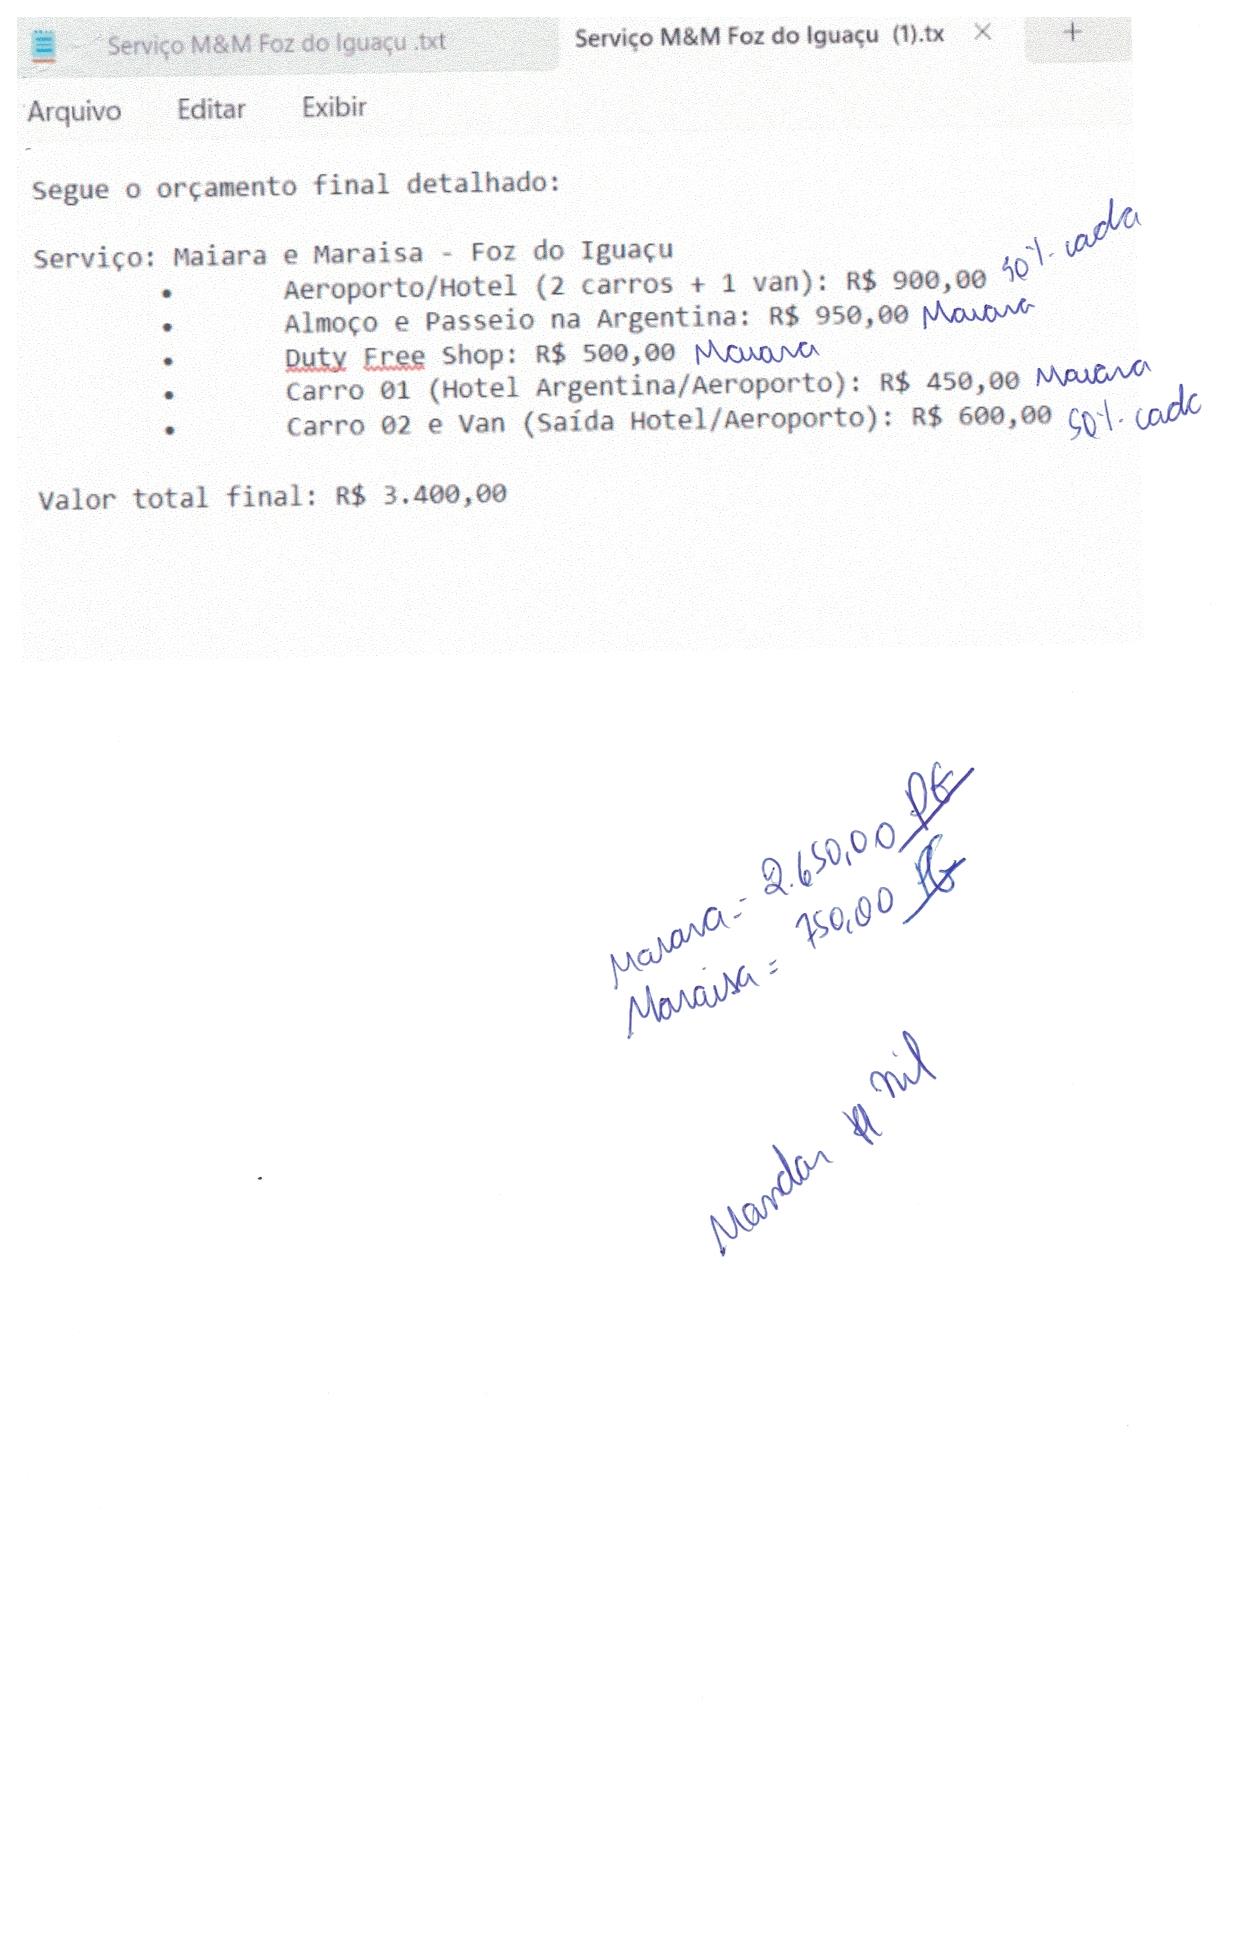 Serviço M&M Foz do Iguaçu .txt Serviço M&M Foz do Iguaçu (1).tx × +
Arquivo Editar Exibir
Segue o orçamento final detalhado:
Serviço: Maiara e Maraisa - Foz do Iguaçu
• Aeroporto/Hotel (2 carros + 1 van): R$ 900,00 50% cada
• Almoço e Passeio na Argentina: R$ 950,00 Maiara
• Duty Free Shop: R$ 500,00 Maiara
• Carro 01 (Hotel Argentina/Aeroporto): R$ 450,00 Maiara
• Carro 02 e Van (Saída Hotel/Aeroporto): R$ 600,00 50% cada
Valor total final: R$ 3.400,00
Maiara = 2.650,00 PG
Maraisa = 750,00 PG
Mandar nil